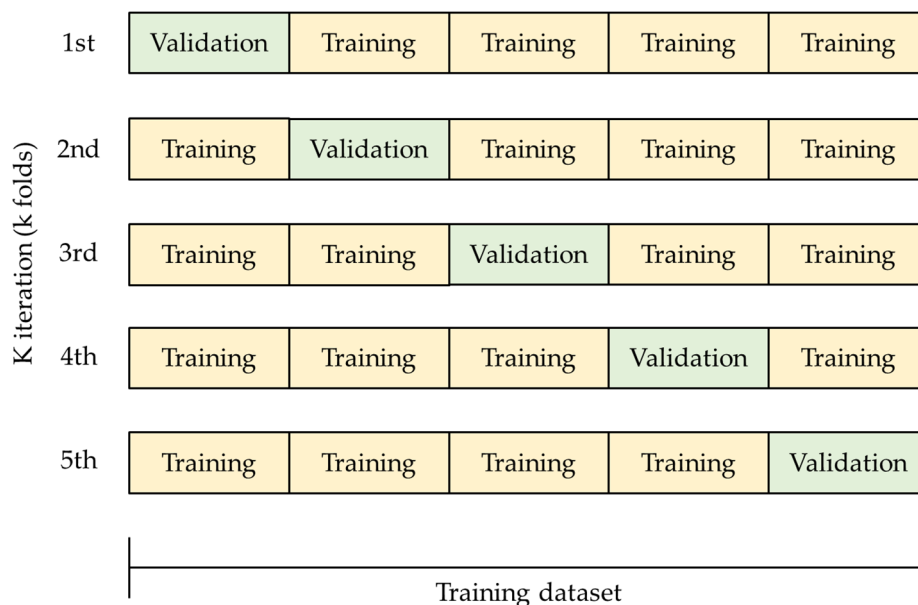 K iteration (k folds)
1st Validation Training Training Training Training
2nd Training Validation Training Training Training
3rd Training Training Validation Training Training
4th Training Training Training Validation Training
5th Training Training Training Training Validation
Training dataset